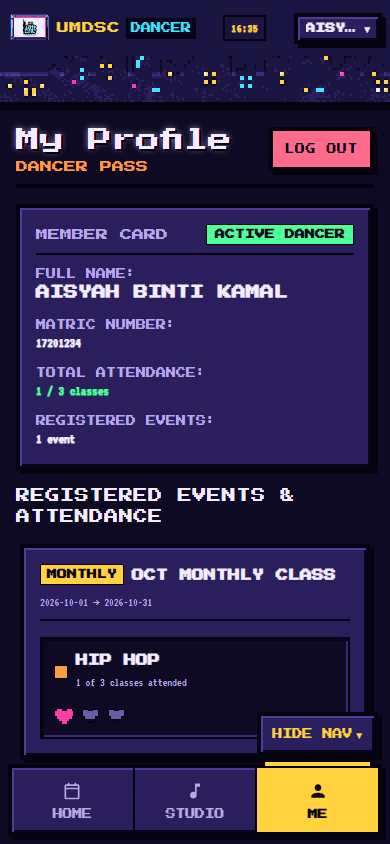 UMDSC DANCER 16:35 AISY… ▼
My Profile
DANCER PASS
LOG OUT
MEMBER CARD ACTIVE DANCER
FULL NAME:
AISYAH BINTI KAMAL
MATRIC NUMBER:
17201234
TOTAL ATTENDANCE:
1 / 3 classes
REGISTERED EVENTS:
1 event
REGISTERED EVENTS &
ATTENDANCE
MONTHLY OCT MONTHLY CLASS
2026-10-01 → 2026-10-31
HIP HOP
1 of 3 classes attended
HIDE NAV ▼
HOME STUDIO ME